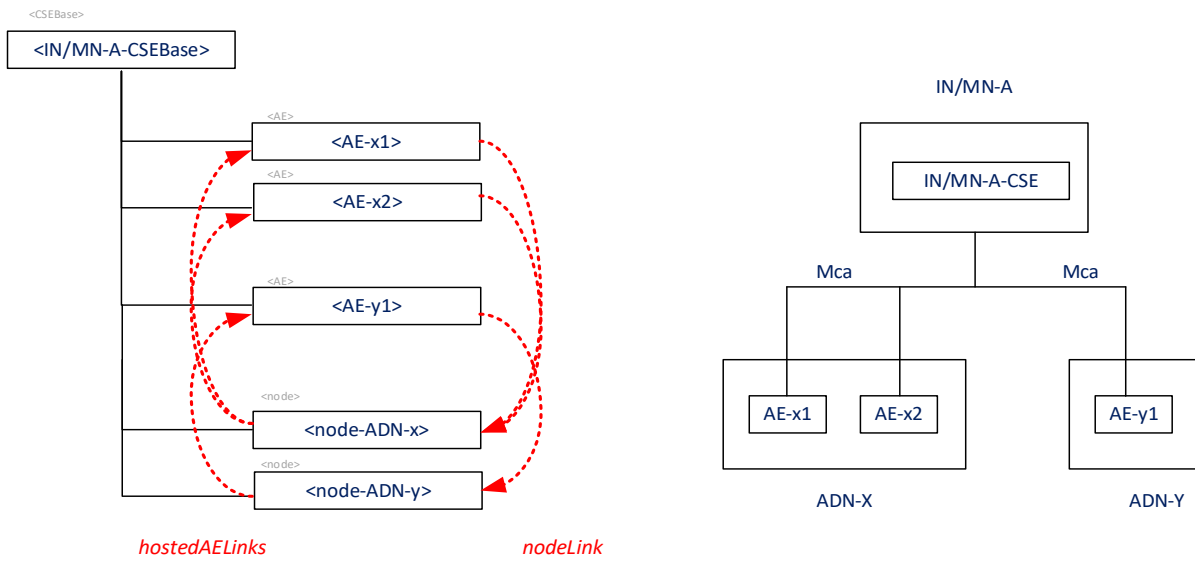 <CSEBase>
<IN/MN-A-CSEBase>
<AE>
<AE-x1>
<AE>
<AE-x2>
<AE>
<AE-y1>
<node>
<node-ADN-x>
<node>
<node-ADN-y>
hostedAELinks
nodeLink
IN/MN-A
IN/MN-A-CSE
Mca
Mca
AE-x1
AE-x2
AE-y1
ADN-X
ADN-Y